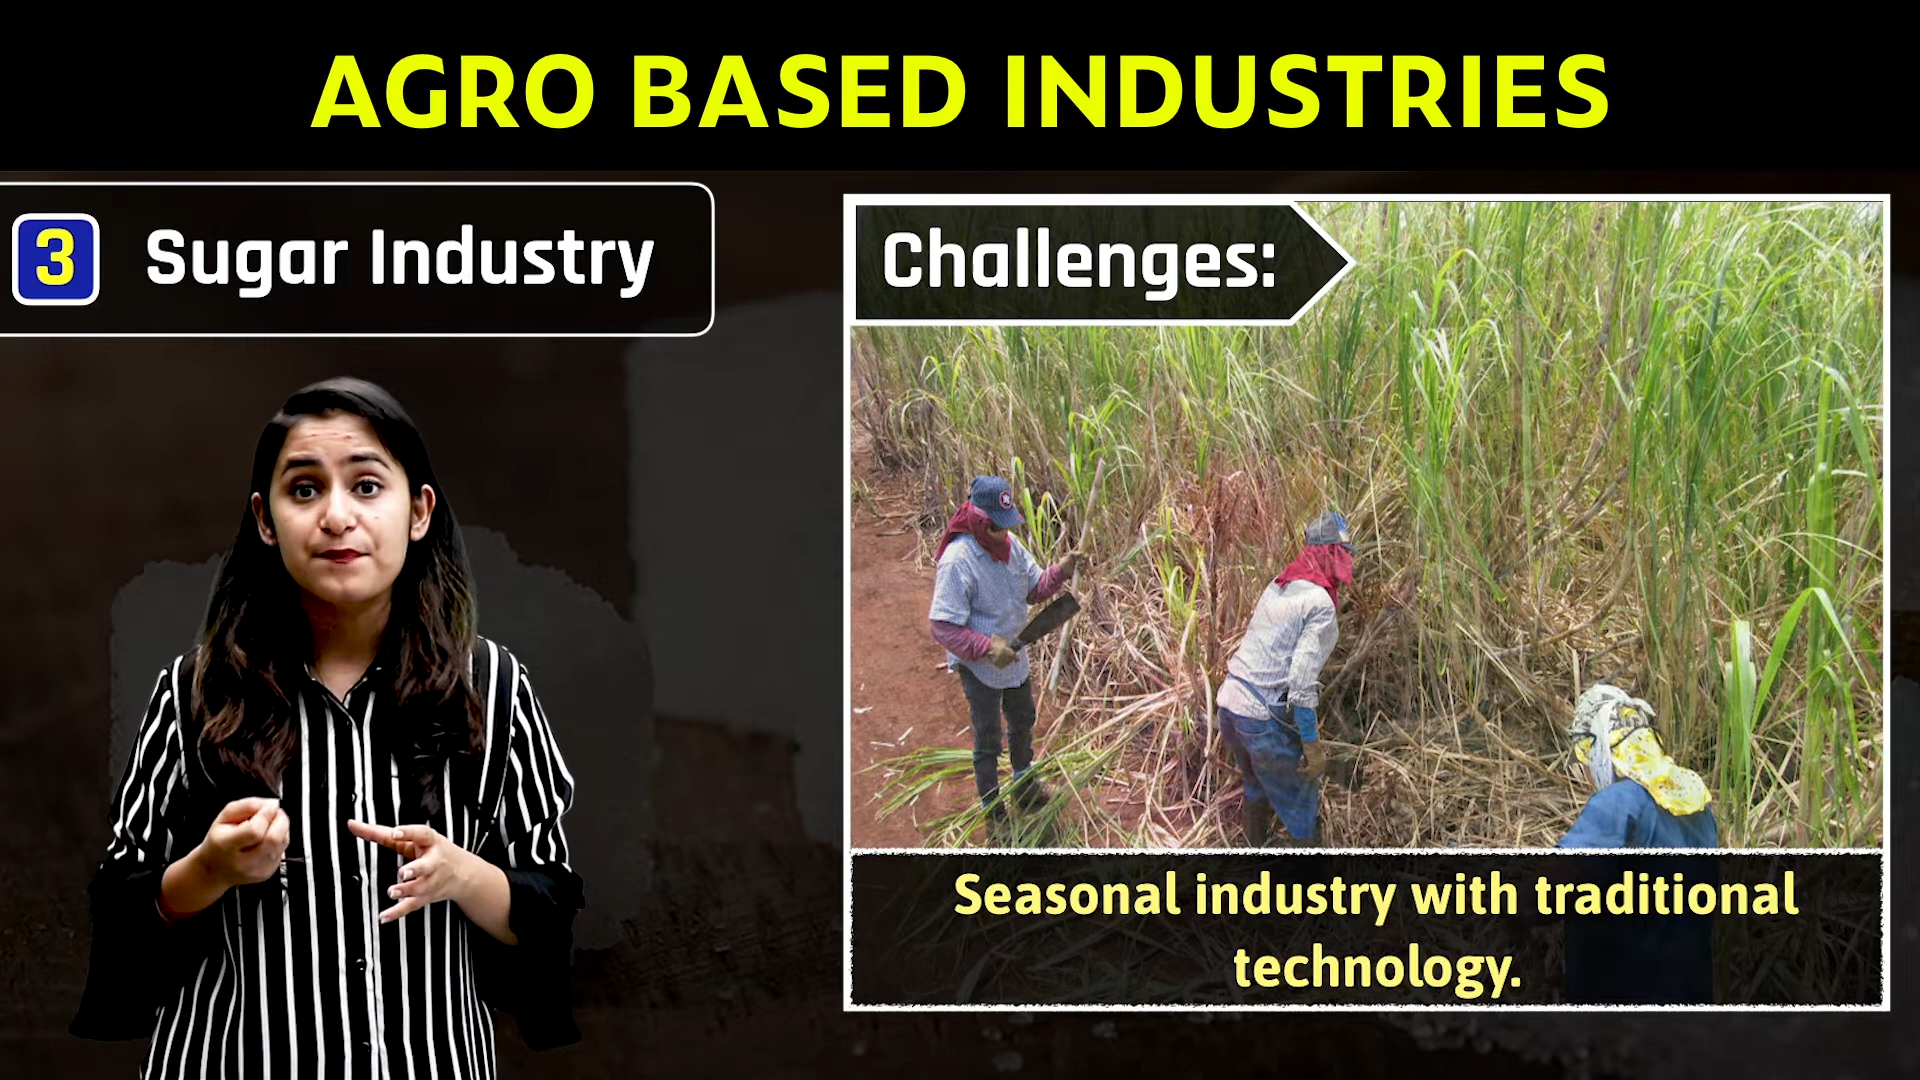 AGRO BASED INDUSTRIES
3 Sugar Industry
Challenges:
Seasonal industry with traditional
technology.